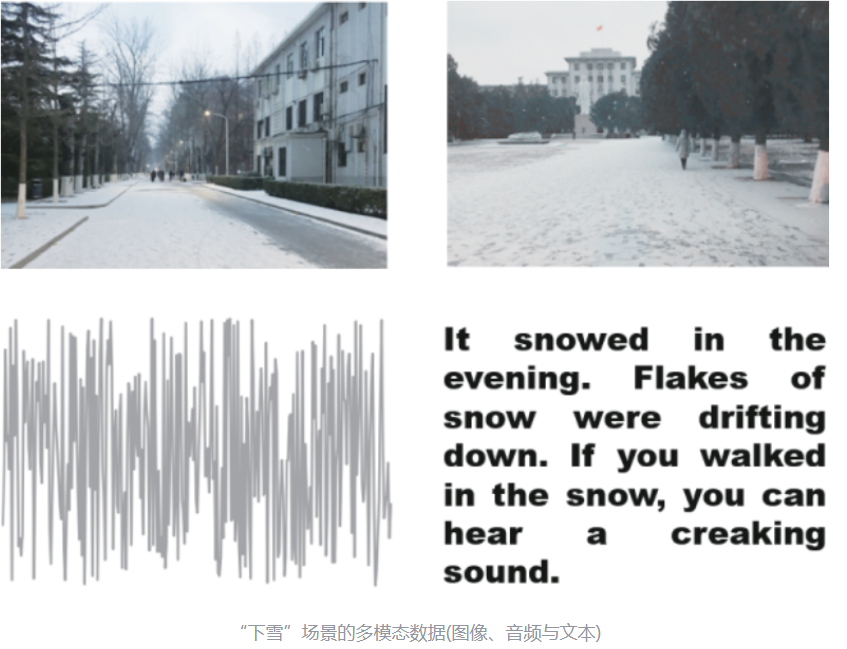 It snowed in the
evening. Flakes of
snow were drifting
down. If you walked
in the snow, you can
hear a creaking
sound.
“下雪”场景的多模态数据(图像、音频与文本)